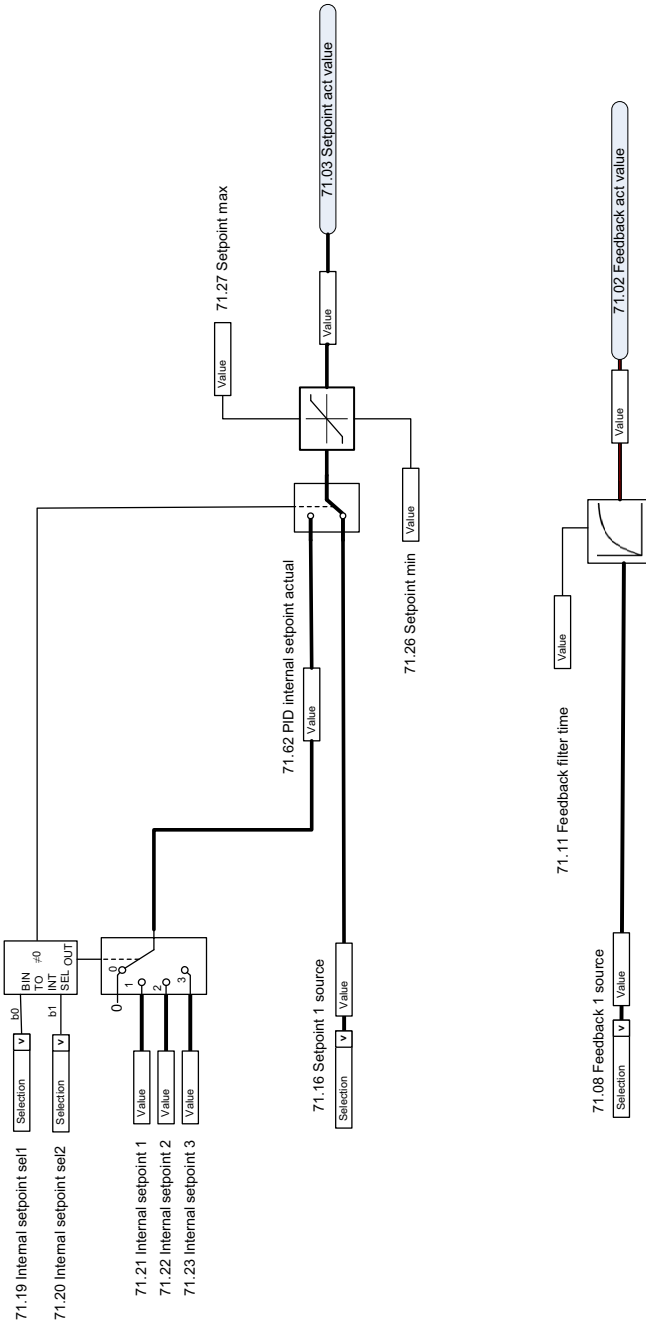 71.19 Internal setpoint sel1
Selection
v
b0
71.20 Internal setpoint sel2
Selection
v
b1
BIN
TO
INT
SEL
≠0
OUT
71.21 Internal setpoint 1
Value
71.22 Internal setpoint 2
Value
71.23 Internal setpoint 3
Value
0
0
1
2
3
71.62 PID internal setpoint actual
Value
71.16 Setpoint 1 source
Selection
v
Value
Value
71.27 Setpoint max
Value
71.26 Setpoint min
Value
71.03 Setpoint act value
71.11 Feedback filter time
Value
71.08 Feedback 1 source
Selection
v
Value
Value
71.02 Feedback act value